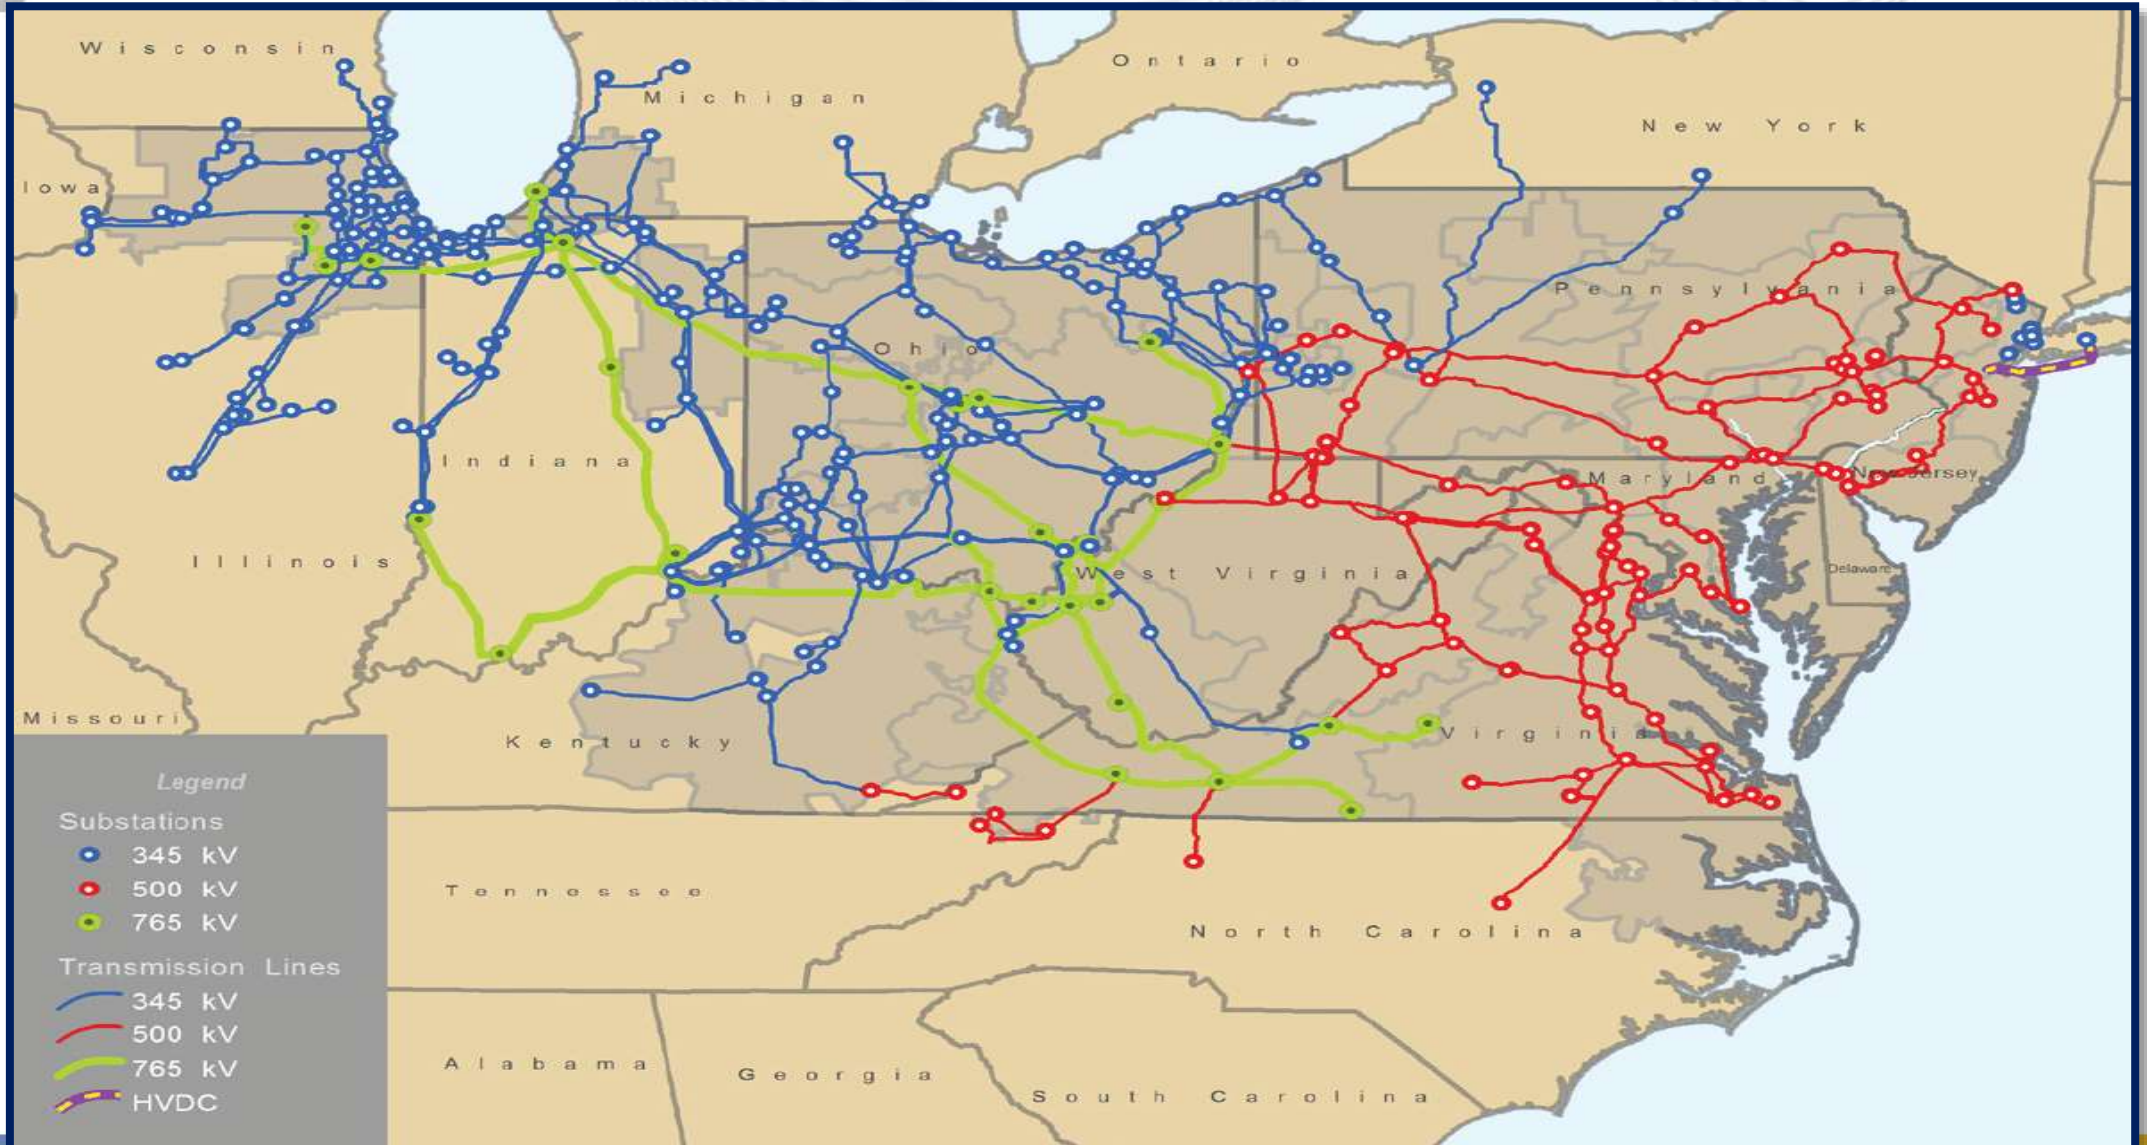 Wisconsin
Ontario
Michigan
New York
Iowa
Pennsylvania
Ohio
Indiana
Maryland
New Jersey
Illinois
West Virginia
Delaware
Missouri
Kentucky
Virginia
Legend
Substations
345 kV
500 kV
765 kV
Transmission Lines
345 kV
500 kV
765 kV
HVDC
Tennessee
North Carolina
Alabama
Georgia
South Carolina